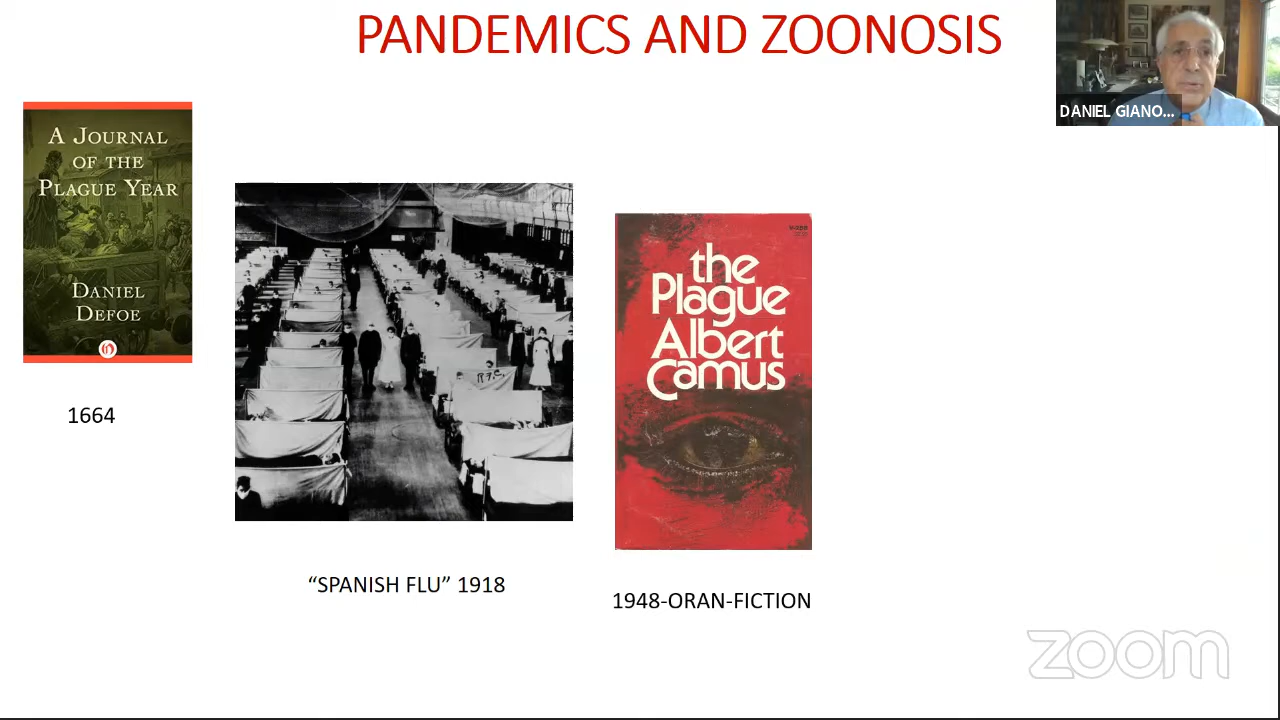 PANDEMICS AND ZOONOSIS
DANIEL GIANO...
A JOURNAL
OF THE
PLAGUE YEAR
DANIEL
DEFOE
1664
R.F.C.
"SPANISH FLU" 1918
the
Plague
Albert
Camus
1948-ORAN-FICTION
zoom